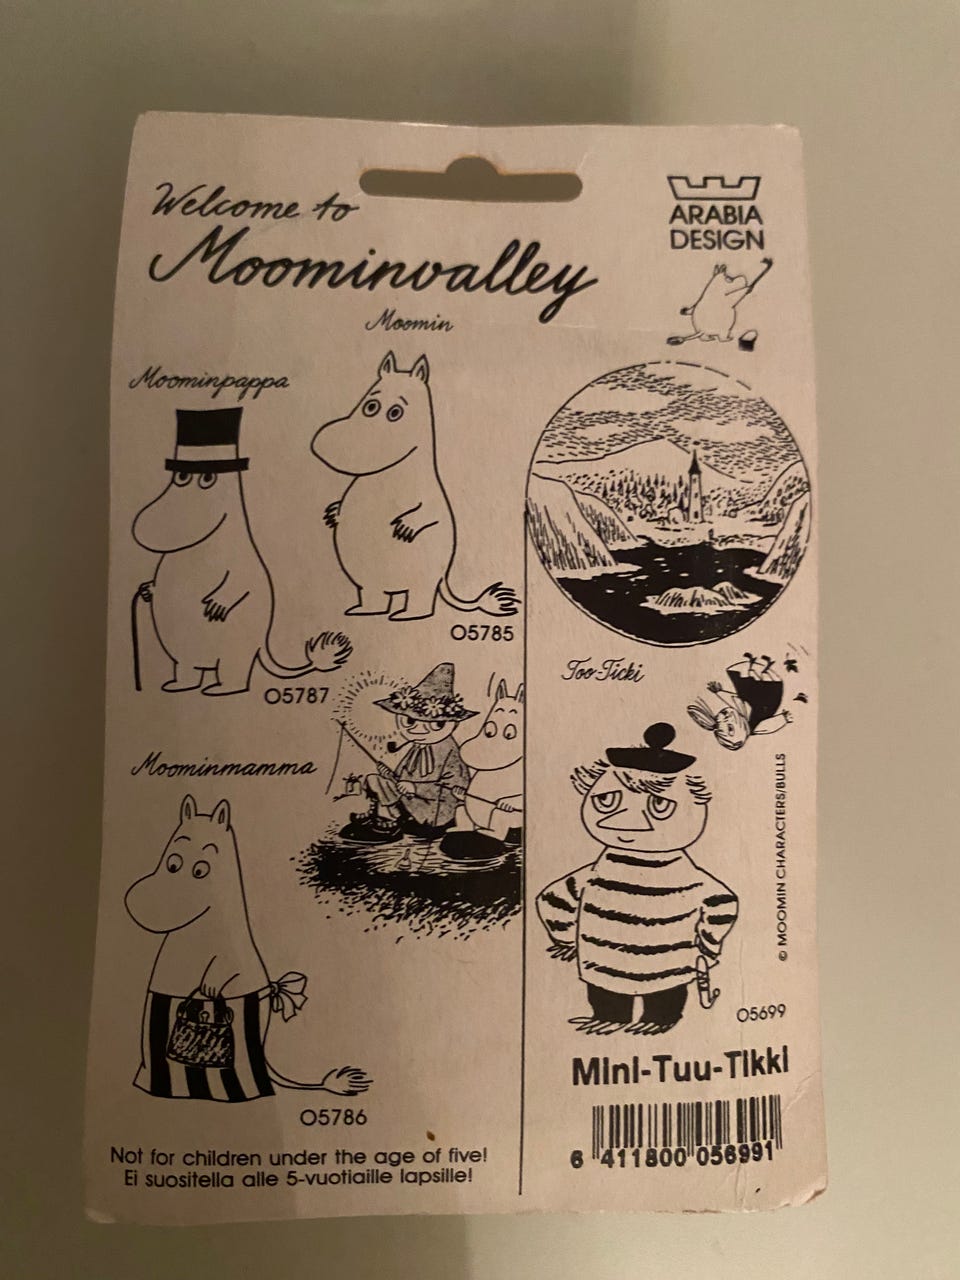 Welcome to
Moominvalley
ARABIA
DESIGN
Moomin
Moominpappa
O5785
O5787
Too-Ticki
Moominmamma
© MOOMIN CHARACTERS/BULLS
O5699
Mini-Tuu-Tikki
O5786
6 411800 056991
Not for children under the age of five!
Ei suositella alle 5-vuotiaille lapsille!